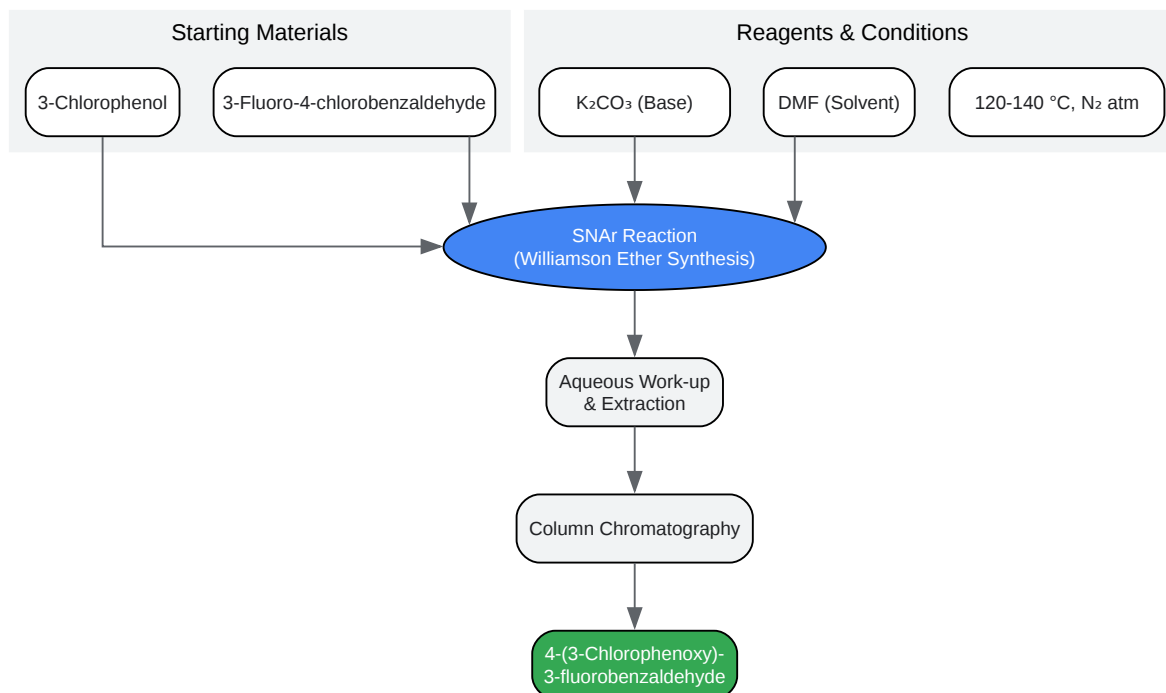 Starting Materials
Reagents & Conditions
3-Chlorophenol
3-Fluoro-4-chlorobenzaldehyde
K₂CO₃ (Base)
DMF (Solvent)
120-140 °C, N₂ atm
SNAr Reaction
(Williamson Ether Synthesis)
Aqueous Work-up
& Extraction
Column Chromatography
4-(3-Chlorophenoxy)-
3-fluorobenzaldehyde